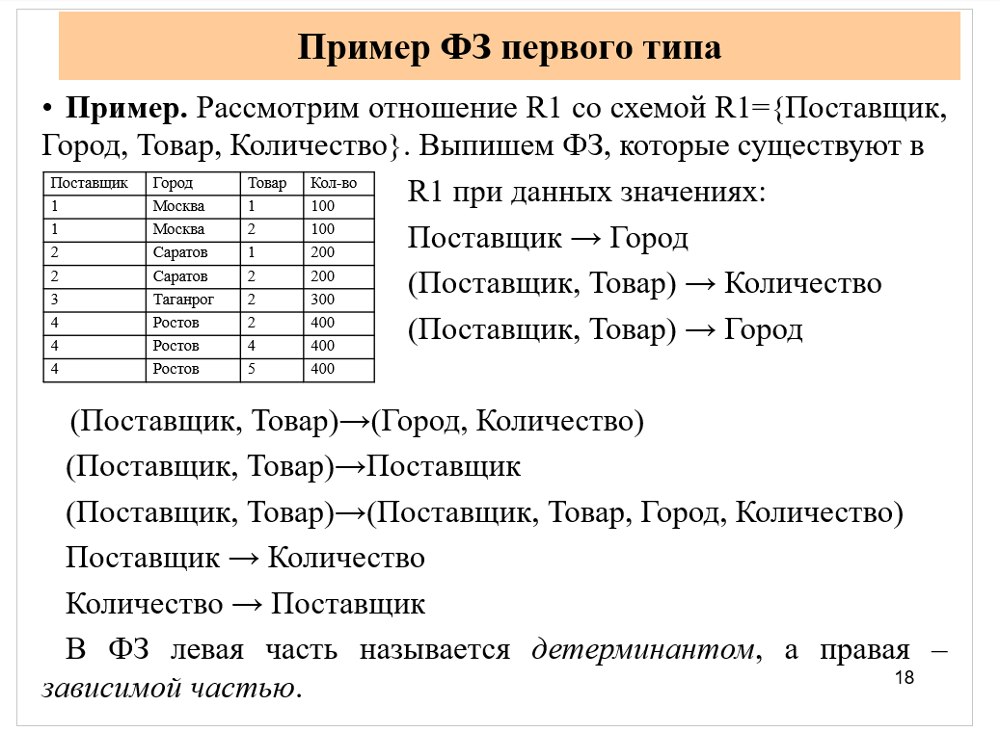 Пример ФЗ первого типа
• Пример. Рассмотрим отношение R1 со схемой R1={Поставщик,
Город, Товар, Количество}. Выпишем ФЗ, которые существуют в
Поставщик Город Товар Кол-во
1 Москва 1 100
1 Москва 2 100
2 Саратов 1 200
2 Саратов 2 200
3 Таганрог 2 300
4 Ростов 2 400
4 Ростов 4 400
4 Ростов 5 400
R1 при данных значениях:
Поставщик → Город
(Поставщик, Товар) → Количество
(Поставщик, Товар) → Город
(Поставщик, Товар)→(Город, Количество)
(Поставщик, Товар)→Поставщик
(Поставщик, Товар)→(Поставщик, Товар, Город, Количество)
Поставщик → Количество
Количество → Поставщик
В ФЗ левая часть называется детерминантом, а правая –
зависимой частью.
18